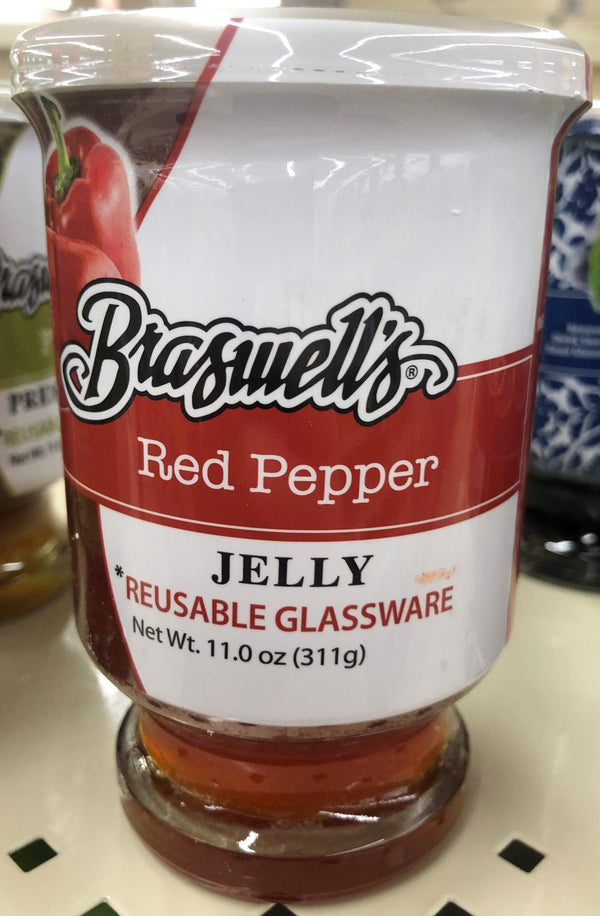 Braswell's®
Red Pepper
JELLY
*REUSABLE GLASSWARE
Net Wt. 11.0 oz (311g)